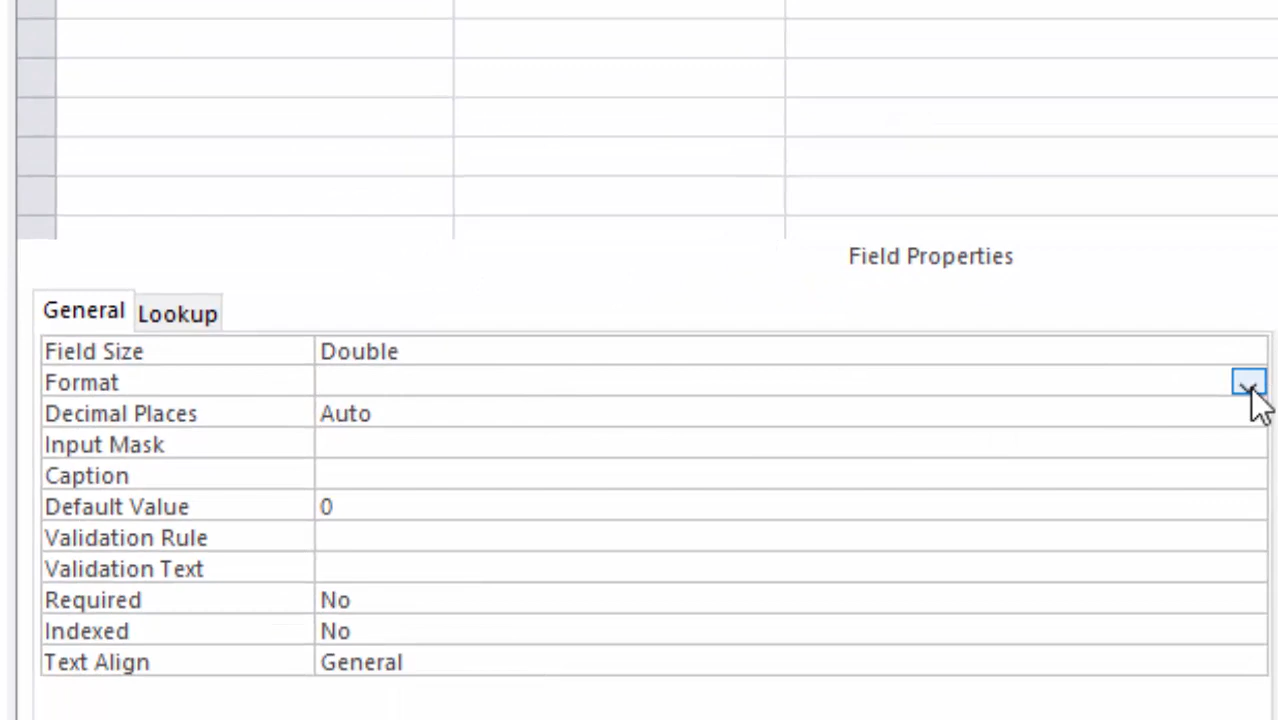 Field Properties
General Lookup
Field Size Double
Format
Decimal Places Auto
Input Mask
Caption
Default Value 0
Validation Rule
Validation Text
Required No
Indexed No
Text Align General